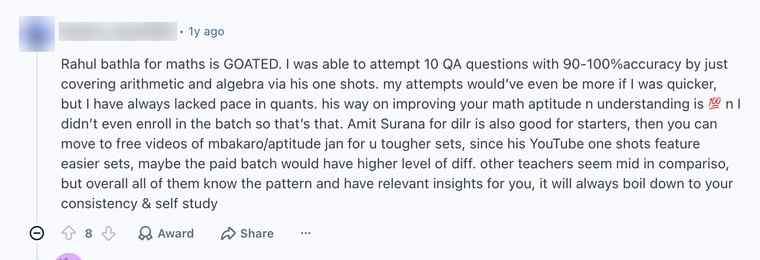 · 1y ago
Rahul bathla for maths is GOATED. I was able to attempt 10 QA questions with 90-100%accuracy by just
covering arithmetic and algebra via his one shots. my attempts would've even be more if I was quicker,
but I have always lacked pace in quants. his way on improving your math aptitude n understanding is 💯 n I
didn't even enroll in the batch so that's that. Amit Surana for dilr is also good for starters, then you can
move to free videos of mbakaro/aptitude jan for u tougher sets, since his YouTube one shots feature
easier sets, maybe the paid batch would have higher level of diff. other teachers seem mid in compariso,
but overall all of them know the pattern and have relevant insights for you, it will always boil down to your
consistency & self study
8 Award Share ...